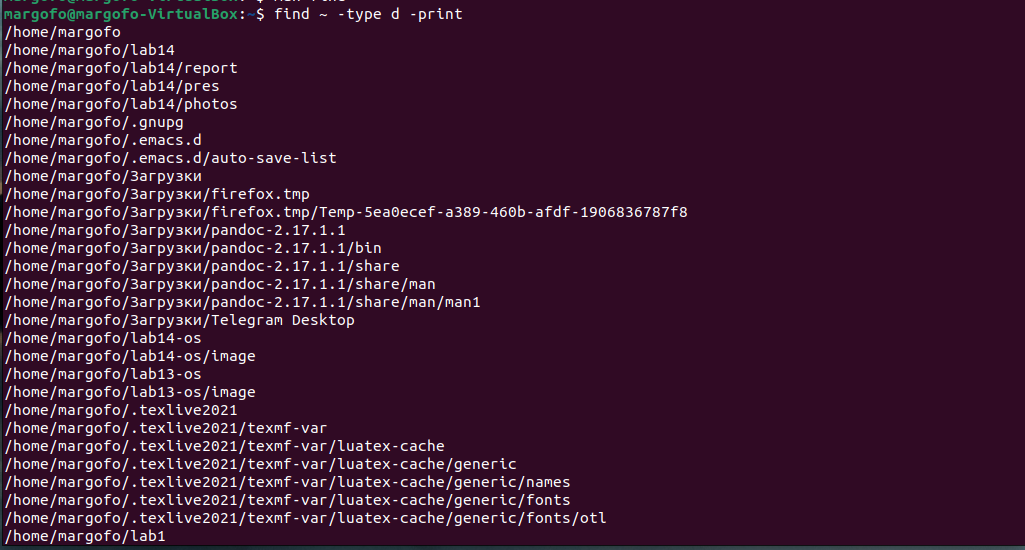 margofo@margofo-VirtualBox:~$ find ~ -type d -print
/home/margofo
/home/margofo/lab14
/home/margofo/lab14/report
/home/margofo/lab14/pres
/home/margofo/lab14/photos
/home/margofo/.gnupg
/home/margofo/.emacs.d
/home/margofo/.emacs.d/auto-save-list
/home/margofo/Загрузки
/home/margofo/Загрузки/firefox.tmp
/home/margofo/Загрузки/firefox.tmp/Temp-5ea0ecef-a389-460b-afdf-1906836787f8
/home/margofo/Загрузки/pandoc-2.17.1.1
/home/margofo/Загрузки/pandoc-2.17.1.1/bin
/home/margofo/Загрузки/pandoc-2.17.1.1/share
/home/margofo/Загрузки/pandoc-2.17.1.1/share/man
/home/margofo/Загрузки/pandoc-2.17.1.1/share/man/man1
/home/margofo/Загрузки/Telegram Desktop
/home/margofo/lab14-os
/home/margofo/lab14-os/image
/home/margofo/lab13-os
/home/margofo/lab13-os/image
/home/margofo/.texlive2021
/home/margofo/.texlive2021/texmf-var
/home/margofo/.texlive2021/texmf-var/luatex-cache
/home/margofo/.texlive2021/texmf-var/luatex-cache/generic
/home/margofo/.texlive2021/texmf-var/luatex-cache/generic/names
/home/margofo/.texlive2021/texmf-var/luatex-cache/generic/fonts
/home/margofo/.texlive2021/texmf-var/luatex-cache/generic/fonts/otl
/home/margofo/lab1